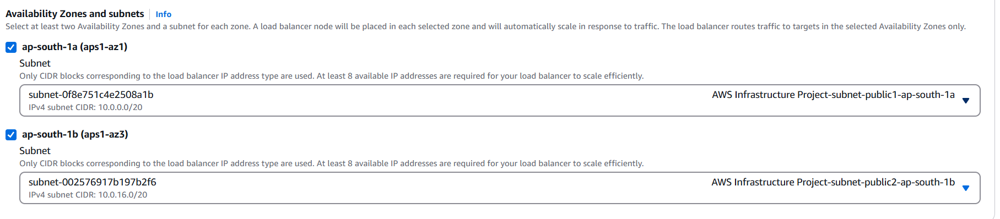 Availability Zones and subnets Info
Select at least two Availability Zones and a subnet for each zone. A load balancer node will be placed in each selected zone and will automatically scale in response to traffic. The load balancer routes traffic to targets in the selected Availability Zones only.
ap-south-1a (aps1-az1)
Subnet
Only CIDR blocks corresponding to the load balancer IP address type are used. At least 8 available IP addresses are required for your load balancer to scale efficiently.
subnet-0f8e751c4e2508a1b AWS Infrastructure Project-subnet-public1-ap-south-1a
IPv4 subnet CIDR: 10.0.0.0/20
ap-south-1b (aps1-az3)
Subnet
Only CIDR blocks corresponding to the load balancer IP address type are used. At least 8 available IP addresses are required for your load balancer to scale efficiently.
subnet-002576917b197b2f6 AWS Infrastructure Project-subnet-public2-ap-south-1b
IPv4 subnet CIDR: 10.0.16.0/20